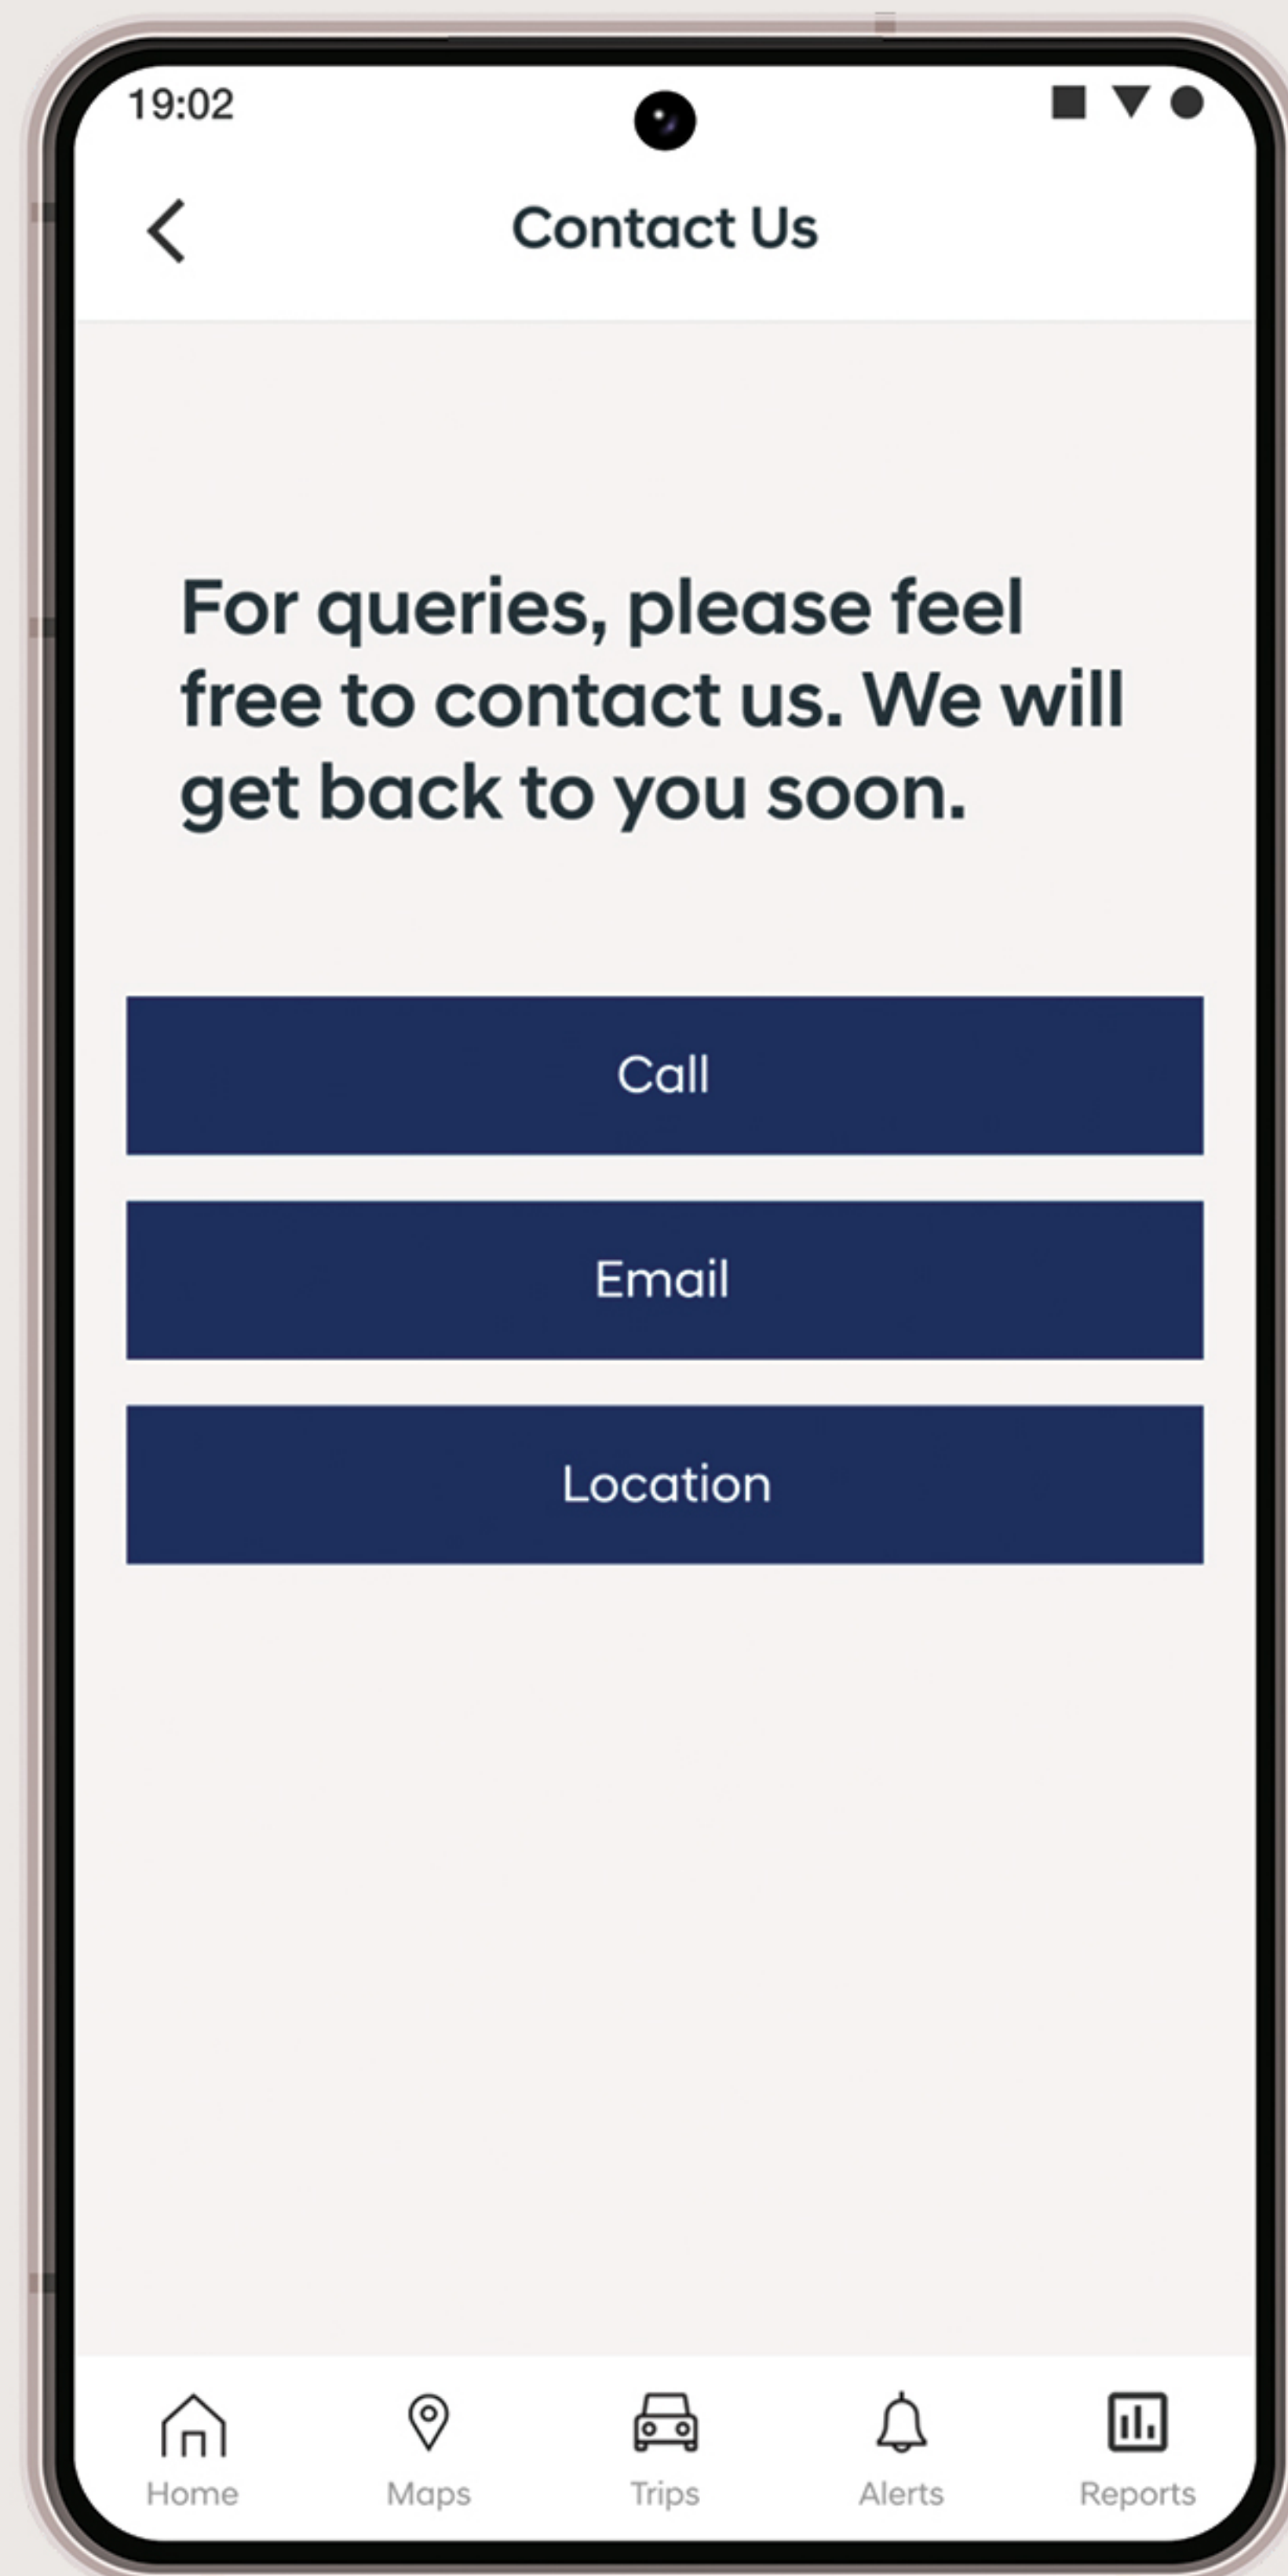 19:02
Contact Us
For queries, please feel
free to contact us. We will
get back to you soon.
Call
Email
Location
Home
Maps
Trips
Alerts
Reports